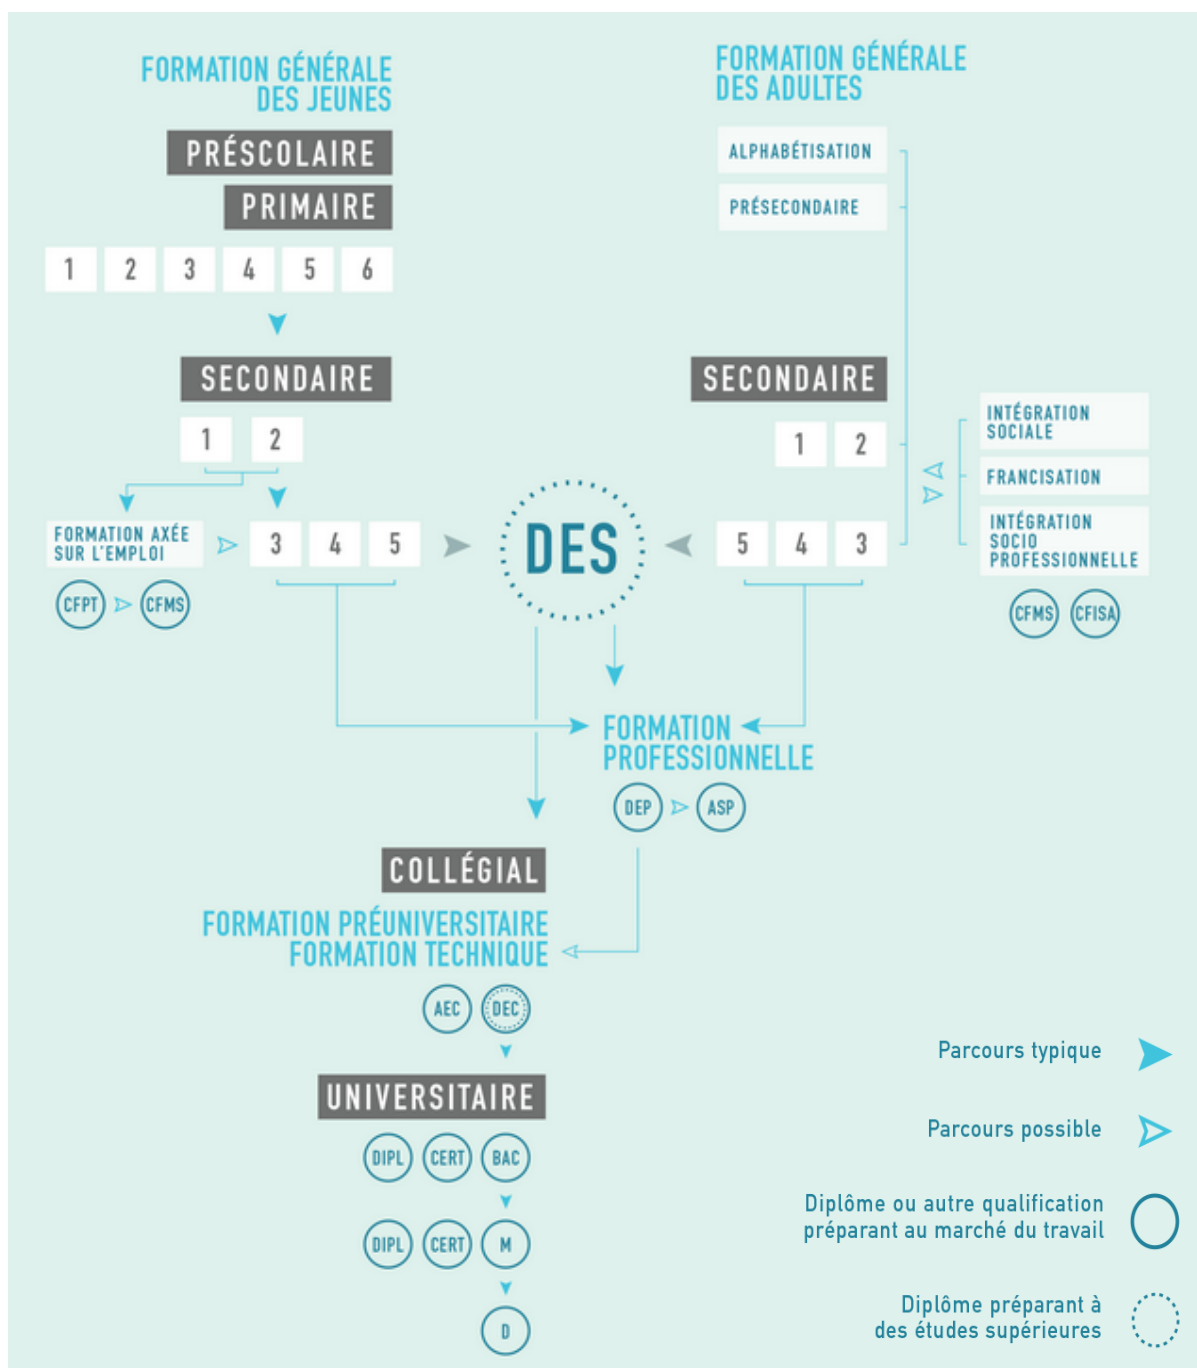 FORMATION GÉNÉRALE
DES JEUNES
PRÉSCOLAIRE
PRIMAIRE
1 2 3 4 5 6
SECONDAIRE
1 2
FORMATION AXÉE
SUR L'EMPLOI
3 4 5
CFPT CFMS
DES
FORMATION GÉNÉRALE
DES ADULTES
ALPHABÉTISATION
PRÉSECONDAIRE
SECONDAIRE
1 2
5 4 3
INTÉGRATION
SOCIALE
FRANCISATION
INTÉGRATION
SOCIO
PROFESSIONNELLE
CFMS CFISA
FORMATION
PROFESSIONNELLE
DEP ASP
COLLÉGIAL
FORMATION PRÉUNIVERSITAIRE
FORMATION TECHNIQUE
AEC DEC
UNIVERSITAIRE
DIPL CERT BAC
DIPL CERT M
D
Parcours typique
Parcours possible
Diplôme ou autre qualification
préparant au marché du travail
Diplôme préparant à
des études supérieures